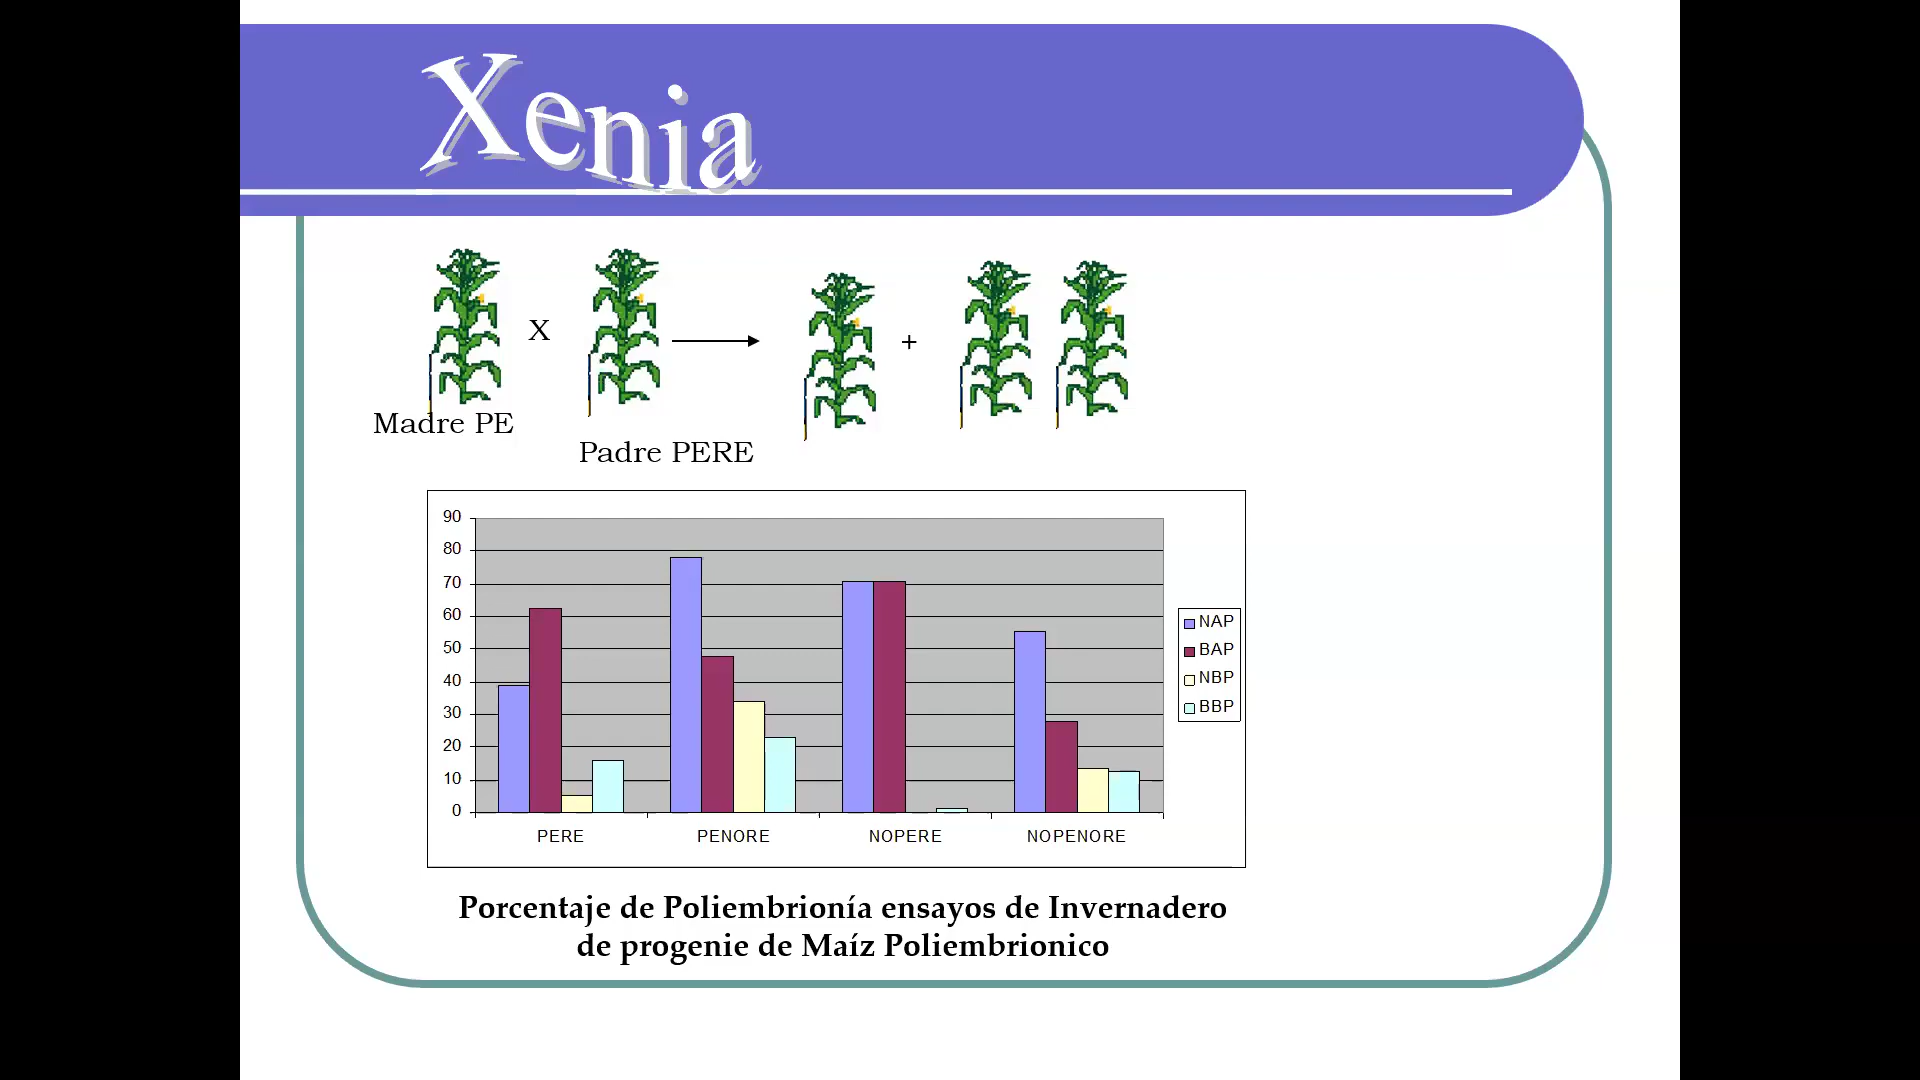 Xenia
X
+
Madre PE
Padre PERE
90
80
70
60
50
40
30
20
10
0
PERE PENORE NOPERE NOPENORE
NAP
BAP
NBP
BBP
Porcentaje de Poliembrionía ensayos de Invernadero
de progenie de Maíz Poliembrionico